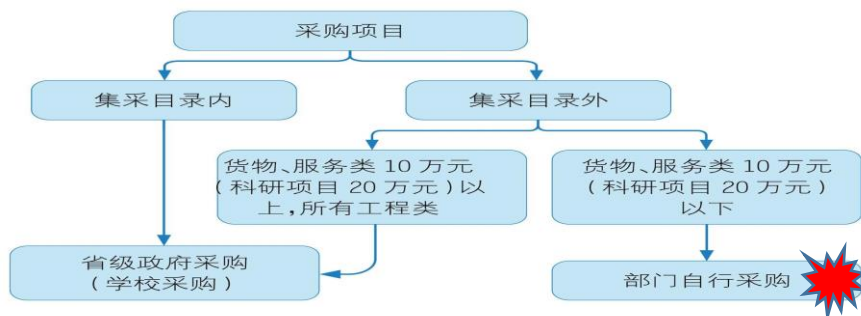 采购项目
集采目录内
集采目录外
货物、服务类 10 万元
(科研项目 20 万元)以
上,所有工程类
货物、服务类 10 万元
(科研项目 20 万元)
以下
省级政府采购
(学校采购)
部门自行采购